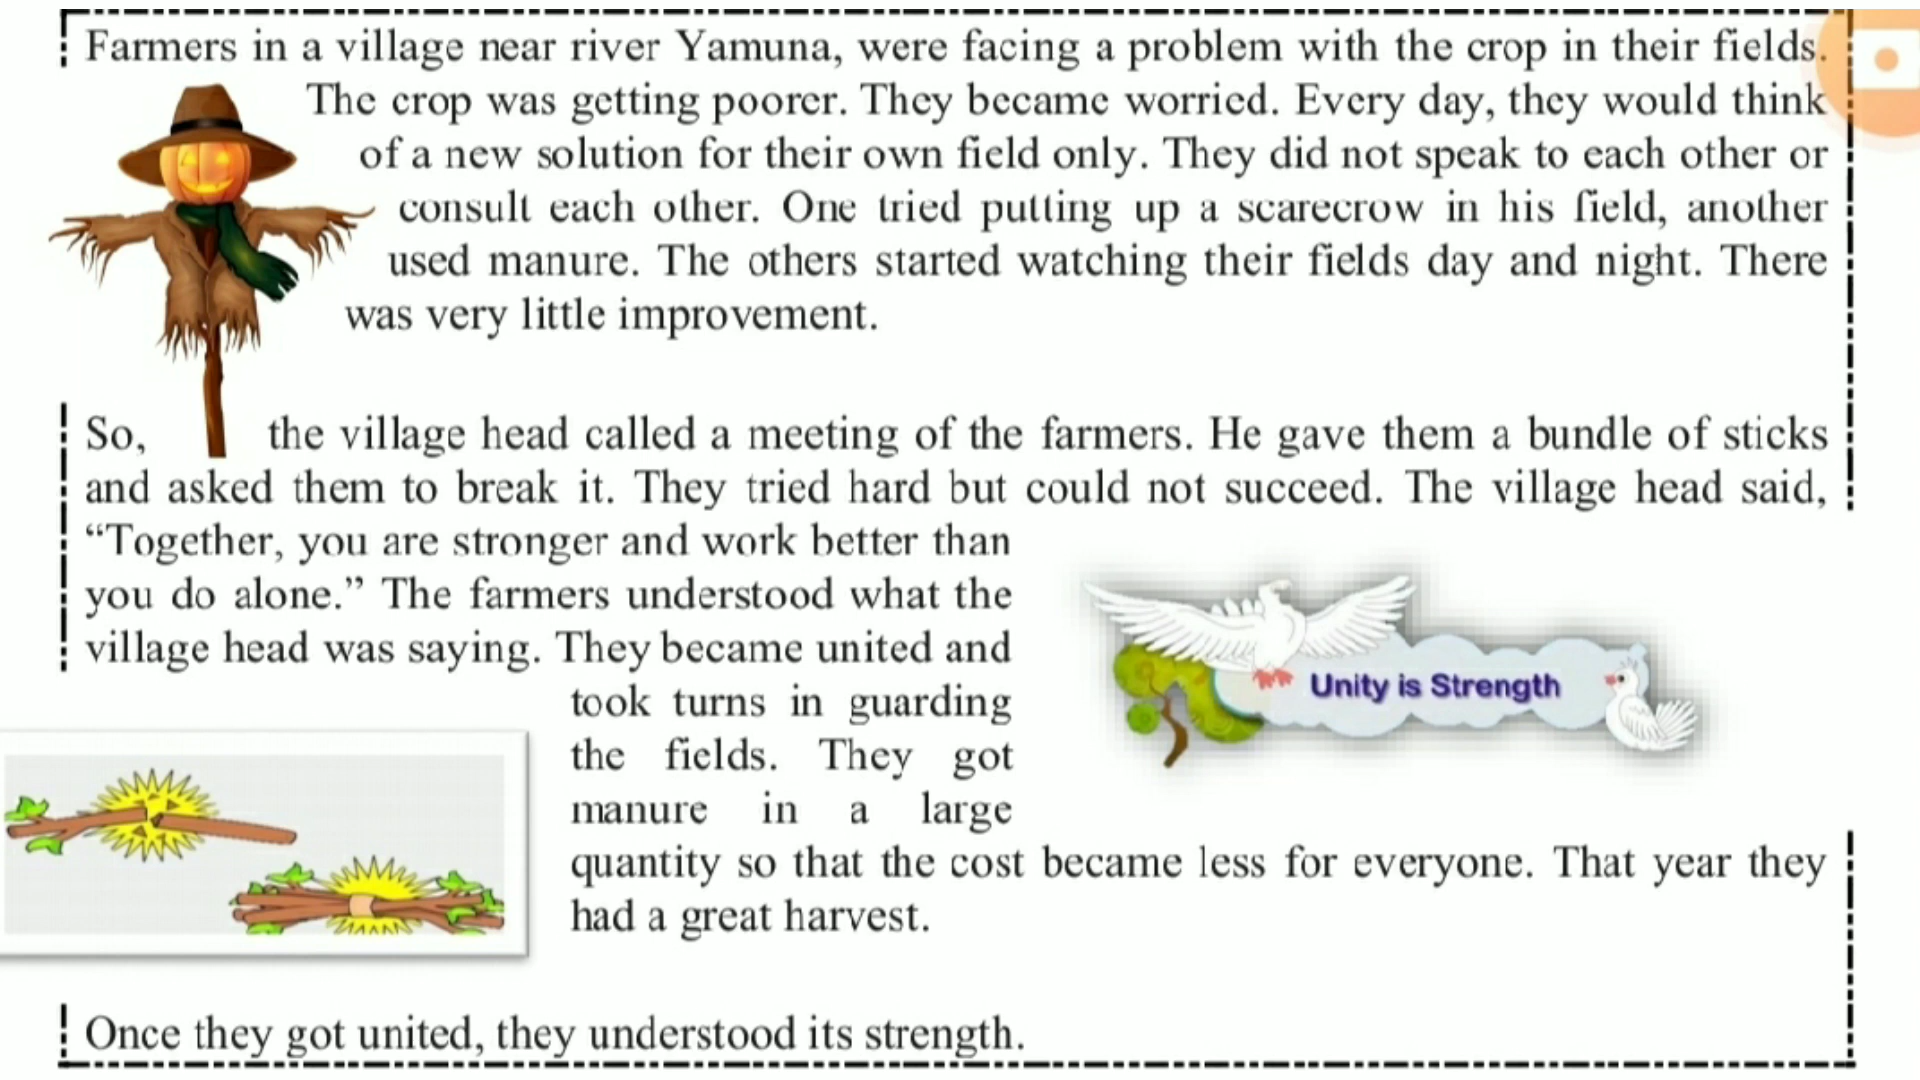 Farmers in a village near river Yamuna, were facing a problem with the crop in their fields.
The crop was getting poorer. They became worried. Every day, they would think
of a new solution for their own field only. They did not speak to each other or
consult each other. One tried putting up a scarecrow in his field, another
used manure. The others started watching their fields day and night. There
was very little improvement.
So, the village head called a meeting of the farmers. He gave them a bundle of sticks
and asked them to break it. They tried hard but could not succeed. The village head said,
“Together, you are stronger and work better than
you do alone.” The farmers understood what the
village head was saying. They became united and
took turns in guarding
the fields. They got
manure in a large
quantity so that the cost became less for everyone. That year they
had a great harvest.
Unity is Strength
Once they got united, they understood its strength.